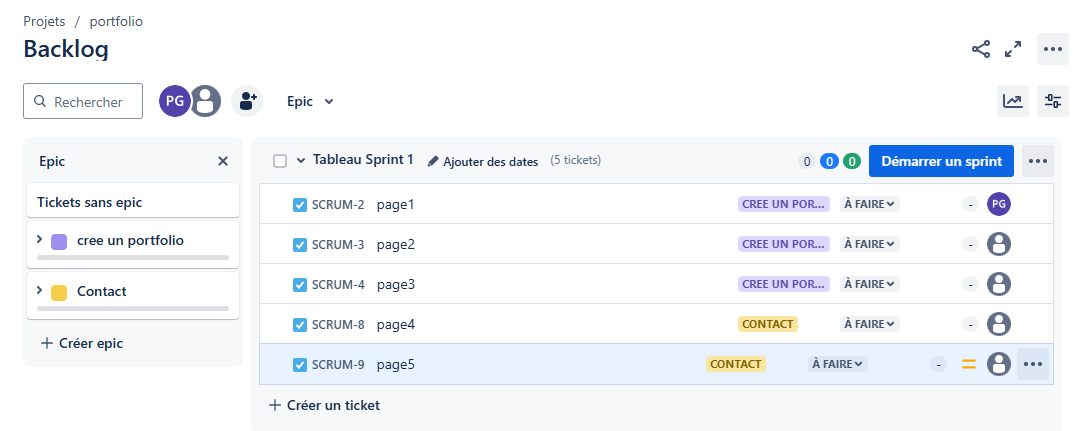 Projets / portfolio
Backlog
Rechercher PG Epic
Epic
Tickets sans epic
cree un portfolio
Contact
+ Créer epic
Tableau Sprint 1 Ajouter des dates (5 tickets) 0 0 0 Démarrer un sprint
SCRUM-2 page1 CREE UN POR... À FAIRE - PG
SCRUM-3 page2 CREE UN POR... À FAIRE -
SCRUM-4 page3 CREE UN POR... À FAIRE -
SCRUM-8 page4 CONTACT À FAIRE -
SCRUM-9 page5 CONTACT À FAIRE -
+ Créer un ticket